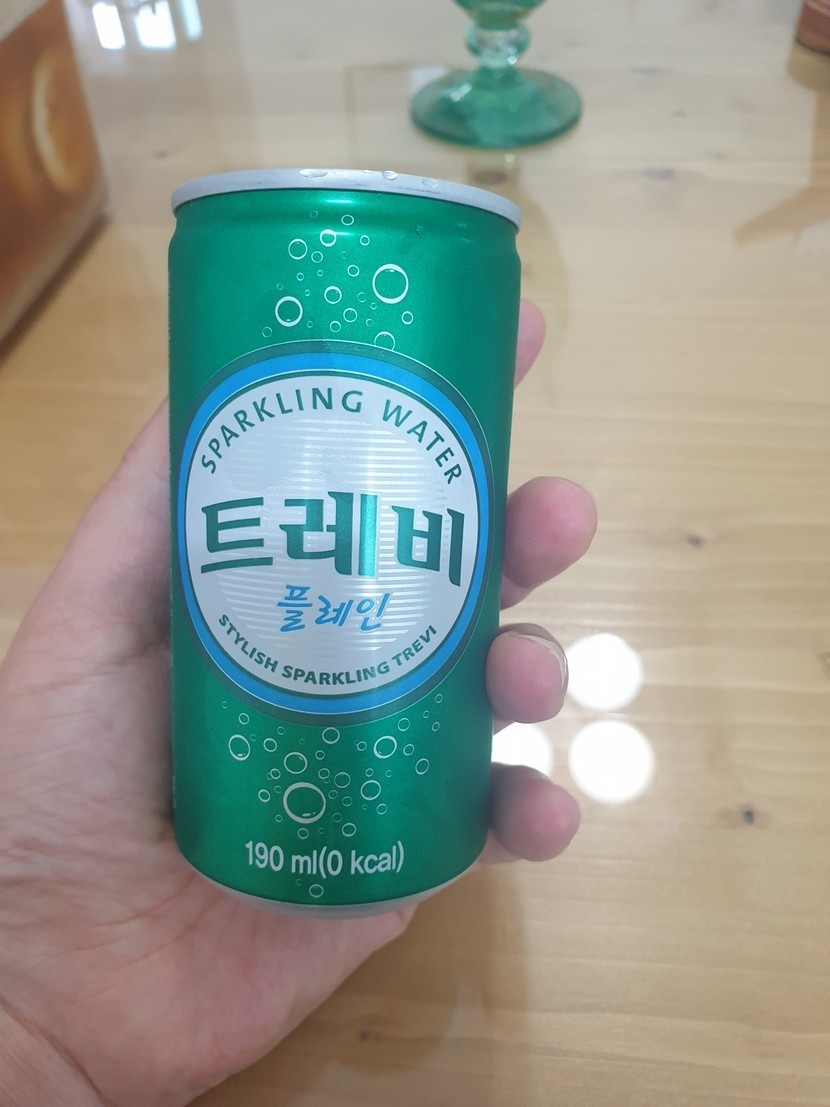 SPARKLING WATER
트레비
플레인
STYLISH SPARKLING TREVI
190 ml(0 kcal)